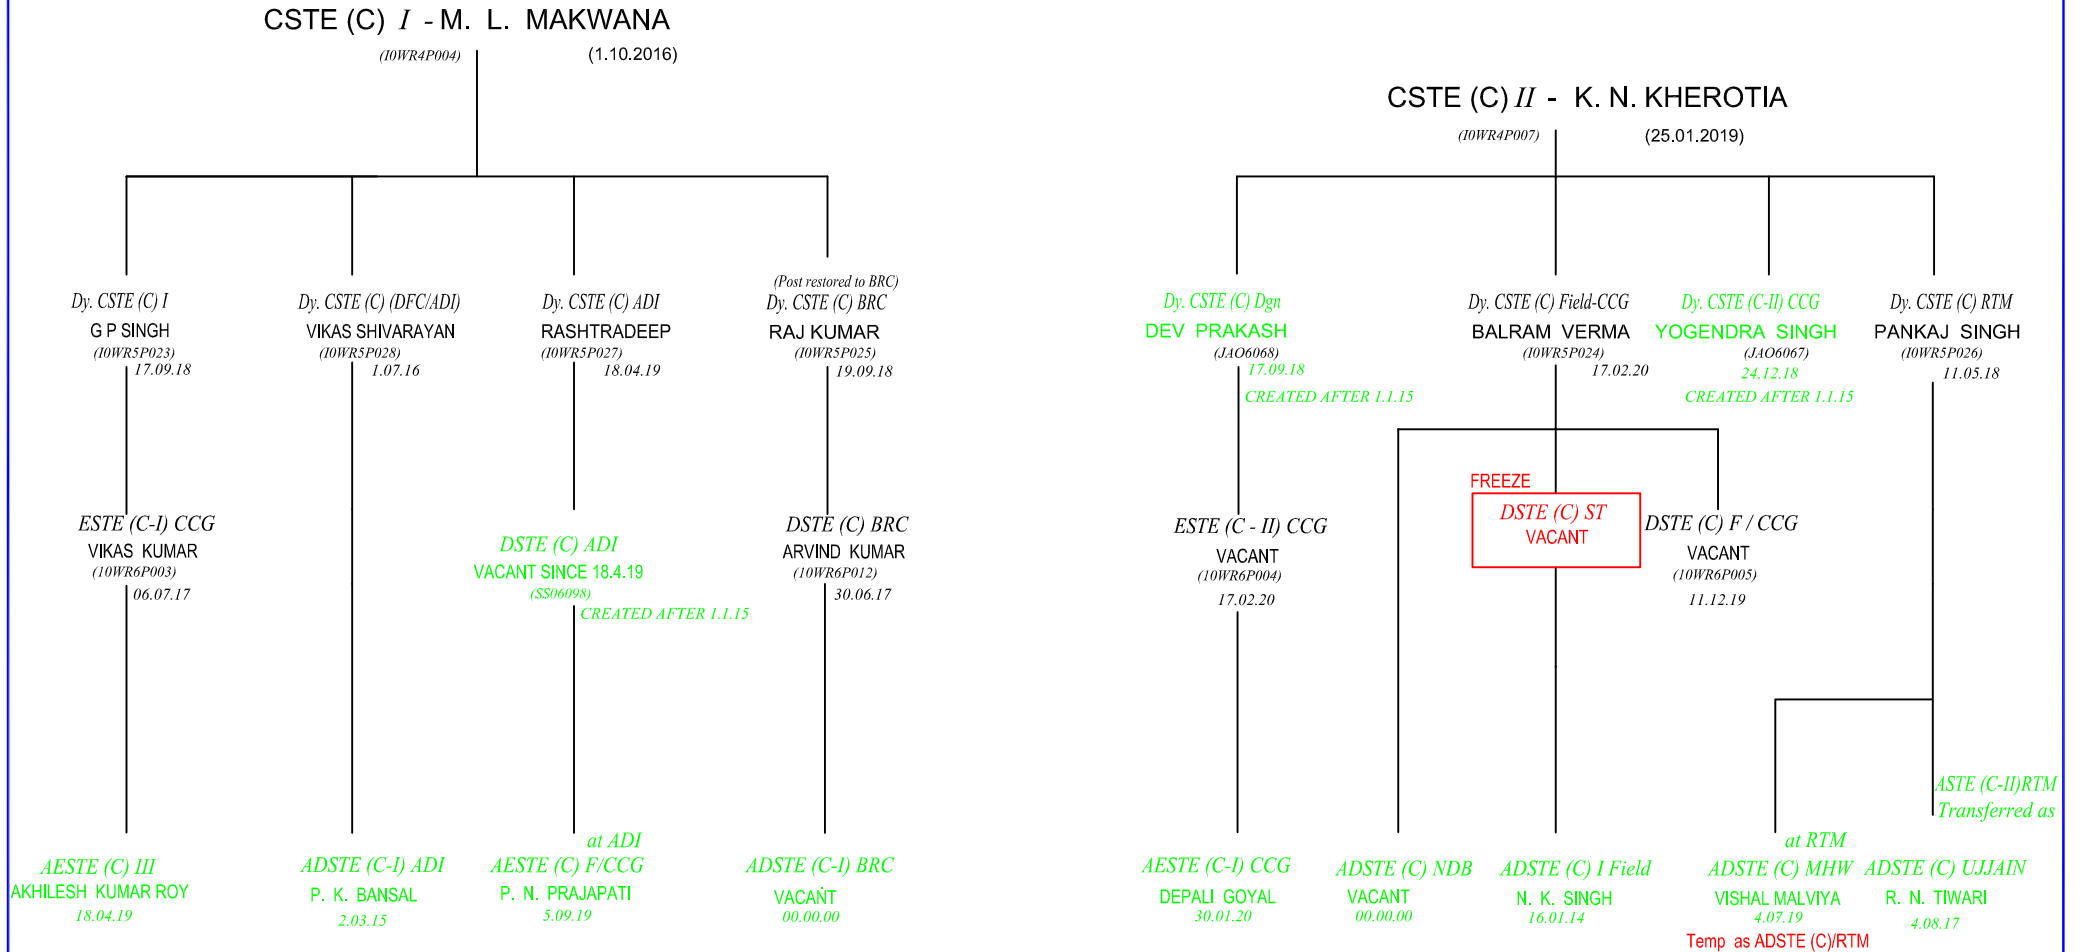 CSTE (C) I - M. L. MAKWANA
(I0WR4P004)
(1.10.2016)
Dy. CSTE (C) I
G P SINGH
(I0WR5P023)
17.09.18
Dy. CSTE (C) (DFC/ADI)
VIKAS SHIVARAYAN
(I0WR5P028)
1.07.16
Dy. CSTE (C) ADI
RASHTRADEEP
(I0WR5P027)
18.04.19
(Post restored to BRC)
Dy. CSTE (C) BRC
RAJ KUMAR
(I0WR5P025)
19.09.18
ESTE (C-I) CCG
VIKAS KUMAR
(10WR6P003)
06.07.17
DSTE (C) ADI
VACANT SINCE 18.4.19
(SS06098)
CREATED AFTER 1.1.15
DSTE (C) BRC
ARVIND KUMAR
(10WR6P012)
30.06.17
AESTE (C) III
AKHILESH KUMAR ROY
18.04.19
ADSTE (C-I) ADI
P. K. BANSAL
2.03.15
at ADI
AESTE (C) F/CCG
P. N. PRAJAPATI
5.09.19
ADSTE (C-I) BRC
VACANT
00.00.00
CSTE (C) II - K. N. KHEROTIA
(I0WR4P007)
(25.01.2019)
Dy. CSTE (C) Dgn
DEV PRAKASH
(JAO6068)
17.09.18
CREATED AFTER 1.1.15
Dy. CSTE (C) Field-CCG
BALRAM VERMA
(I0WR5P024)
17.02.20
Dy. CSTE (C-II) CCG
YOGENDRA SINGH
(JAO6067)
24.12.18
CREATED AFTER 1.1.15
Dy. CSTE (C) RTM
PANKAJ SINGH
(I0WR5P026)
11.05.18
ESTE (C - II) CCG
VACANT
(10WR6P004)
17.02.20
FREEZE
DSTE (C) ST
VACANT
DSTE (C) F / CCG
VACANT
(10WR6P005)
11.12.19
AESTE (C-I) CCG
DEPALI GOYAL
30.01.20
ADSTE (C) NDB
VACANT
00.00.00
ADSTE (C) I Field
N. K. SINGH
16.01.14
at RTM
ADSTE (C) MHW
VISHAL MALVIYA
4.07.19
Temp as ADSTE (C)/RTM
ASTE (C-II)RTM
Transferred as
ADSTE (C) UJJAIN
R. N. TIWARI
4.08.17